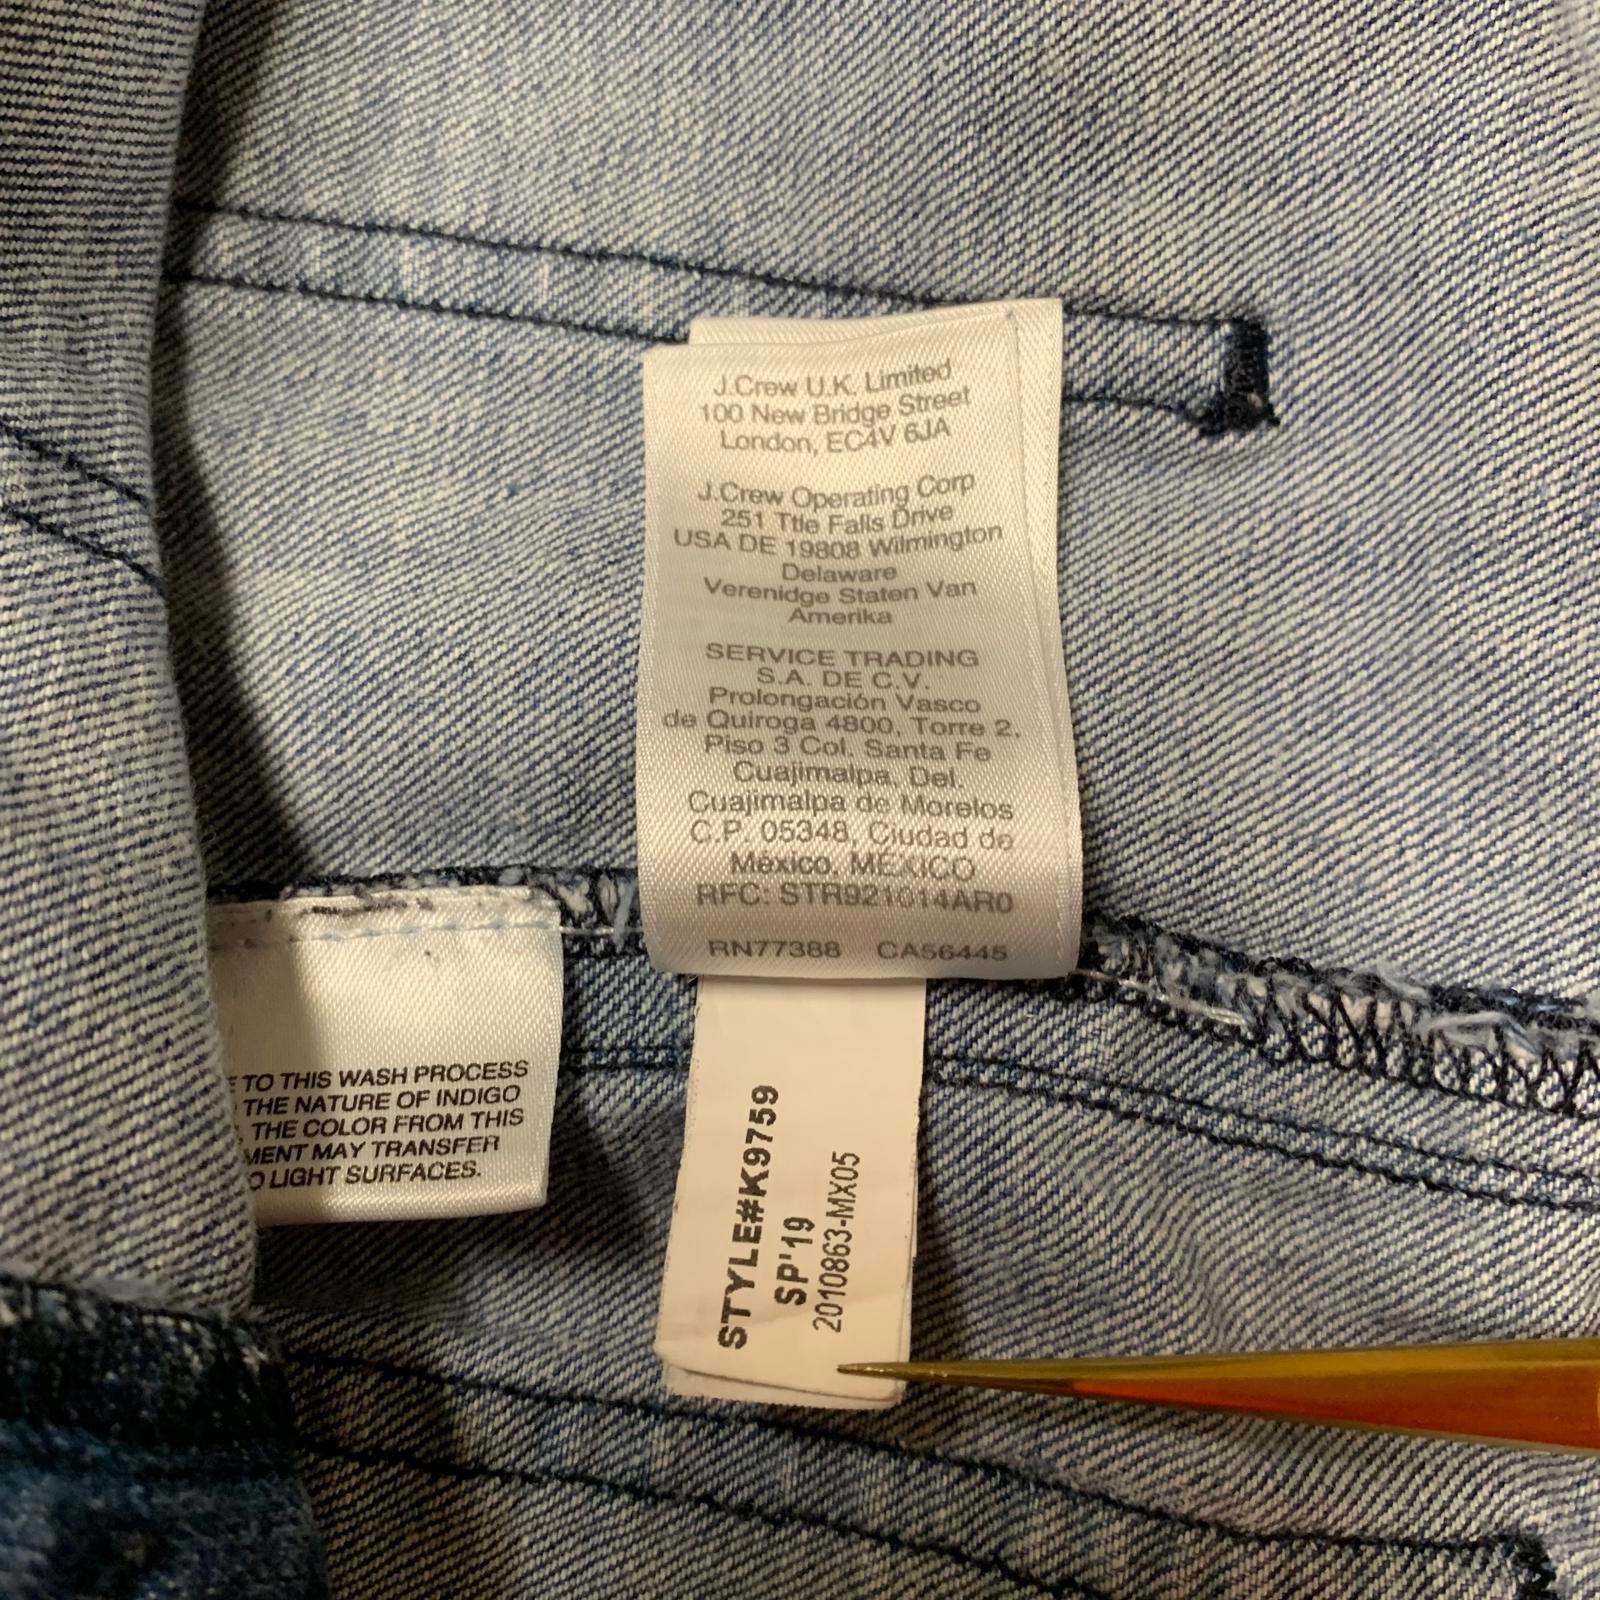 J.Crew U.K. Limited
100 New Bridge Street
London, EC4V 6JA
J.Crew Operating Corp
251 Ttle Falls Drive
USA DE 19808 Wilmington
Delaware
Verenidge Staten Van
Amerika
SERVICE TRADING
S.A. DE C.V.
Prolongación Vasco
de Quiroga 4800, Torre 2,
Piso 3 Col. Santa Fe
Cuajimalpa, Del.
Cuajimalpa de Morelos
C.P. 05348, Ciudad de
México, MÉXICO
RFC: STR921014AR0
RN77388 CA56445
TO THIS WASH PROCESS
THE NATURE OF INDIGO
THE COLOR FROM THIS
MENT MAY TRANSFER
O LIGHT SURFACES.
STYLE#K9759
SP'19
2010863-MX05